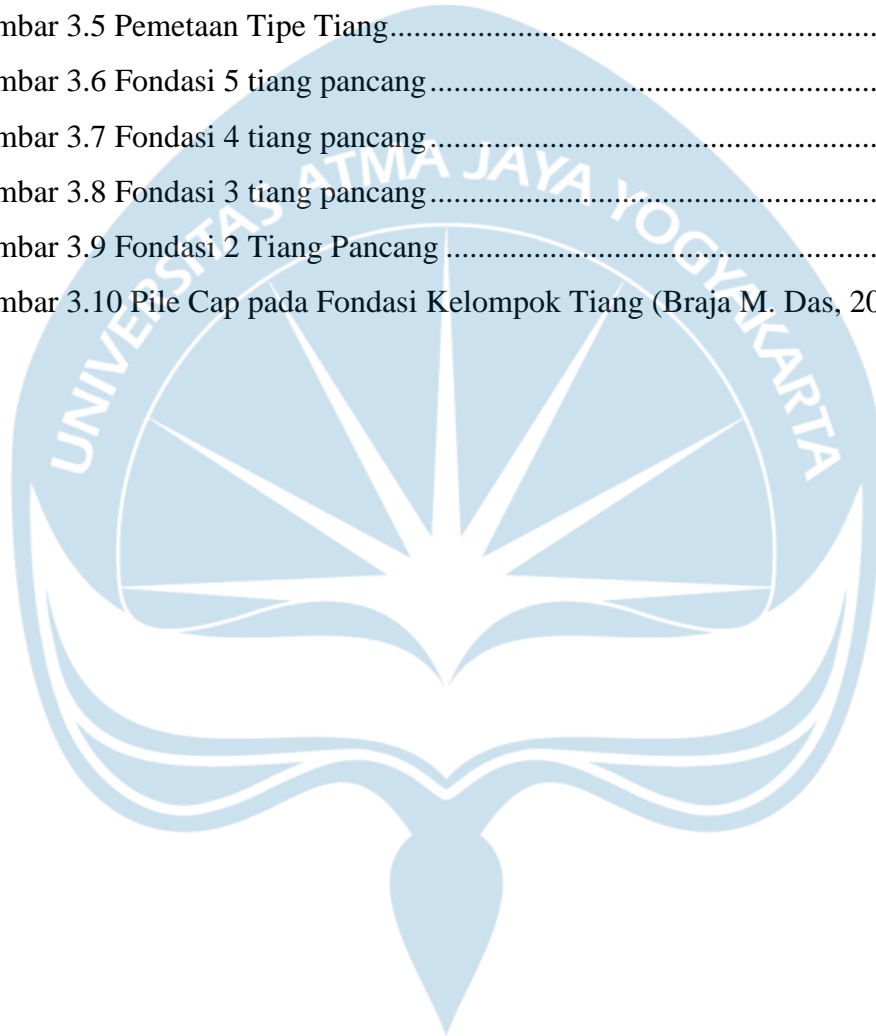 mbar 3.5 Pemetaan Tipe Tiang..........................................................
mbar 3.6 Fondasi 5 tiang pancang......................................................
mbar 3.7 Fondasi 4 tiang pancang......................................................
mbar 3.8 Fondasi 3 tiang pancang......................................................
mbar 3.9 Fondasi 2 Tiang Pancang ....................................................
mbar 3.10 Pile Cap pada Fondasi Kelompok Tiang (Braja M. Das, 20
UNIVERSITAS ATMA JAYA YOGYAKARTA